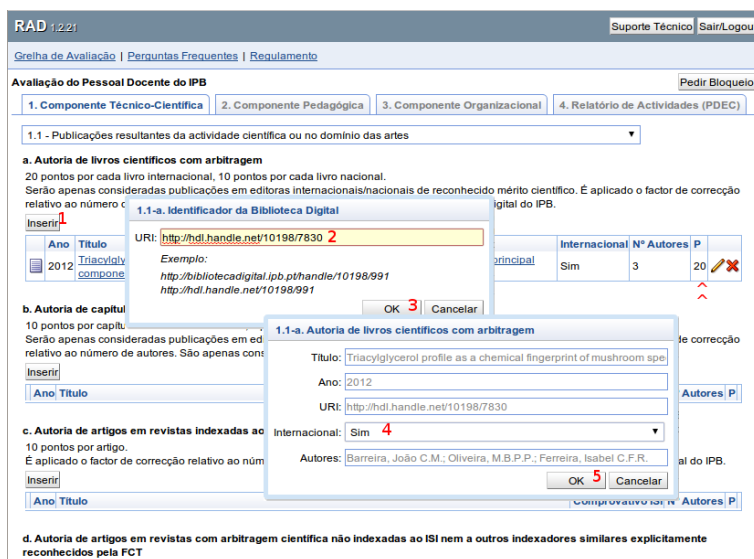 RAD 1.2.21
Suporte Técnico Sair/Logou
Grelha de Avaliação | Perguntas Frequentes | Regulamento
Avaliação do Pessoal Docente do IPB
Pedir Bloqueio
1. Componente Técnico-Científica 2. Componente Pedagógica 3. Componente Organizacional 4. Relatório de Actividades (PDEC)
1.1 - Publicações resultantes da actividade científica ou no domínio das artes
a. Autoria de livros científicos com arbitragem
20 pontos por cada livro internacional, 10 pontos por cada livro nacional.
Serão apenas consideradas publicações em editoras internacionais/nacionais de reconhecido mérito científico. É aplicado o factor de correcção
relativo ao número igital do IPB.
Inserir 1
Ano Título Internacional Nº Autores P
2012 Triacylgly principal Sim 3 20
compone
1.1-a. Identificador da Biblioteca Digital
URI: http://hdl.handle.net/10198/7830 2
Exemplo:
http://bibliotecadigital.ipb.pt/handle/10198/991
http://hdl.handle.net/10198/991
OK 3 Cancelar
b. Autoria de capítul
10 pontos por capítu
Serão apenas consideradas publicações em ed de correcção
relativo ao número de autores. São apenas cons
Inserir
Ano Título Autores P
1.1-a. Autoria de livros científicos com arbitragem
Título: Triacylglycerol profile as a chemical fingerprint of mushroom spe
Ano: 2012
URI: http://hdl.handle.net/10198/7830
Internacional: Sim 4
Autores: Barreira, João C.M.; Oliveira, M.B.P.P.; Ferreira, Isabel C.F.R.
OK 5 Cancelar
c. Autoria de artigos em revistas indexadas ao
10 pontos por artigo.
É aplicado o factor de correcção relativo ao núm al do IPB.
Inserir
Ano Título Comprovativo ISI Nº Autores P
d. Autoria de artigos em revistas com arbitragem científica não indexadas ao ISI nem a outros indexadores similares explicitamente
reconhecidos pela FCT